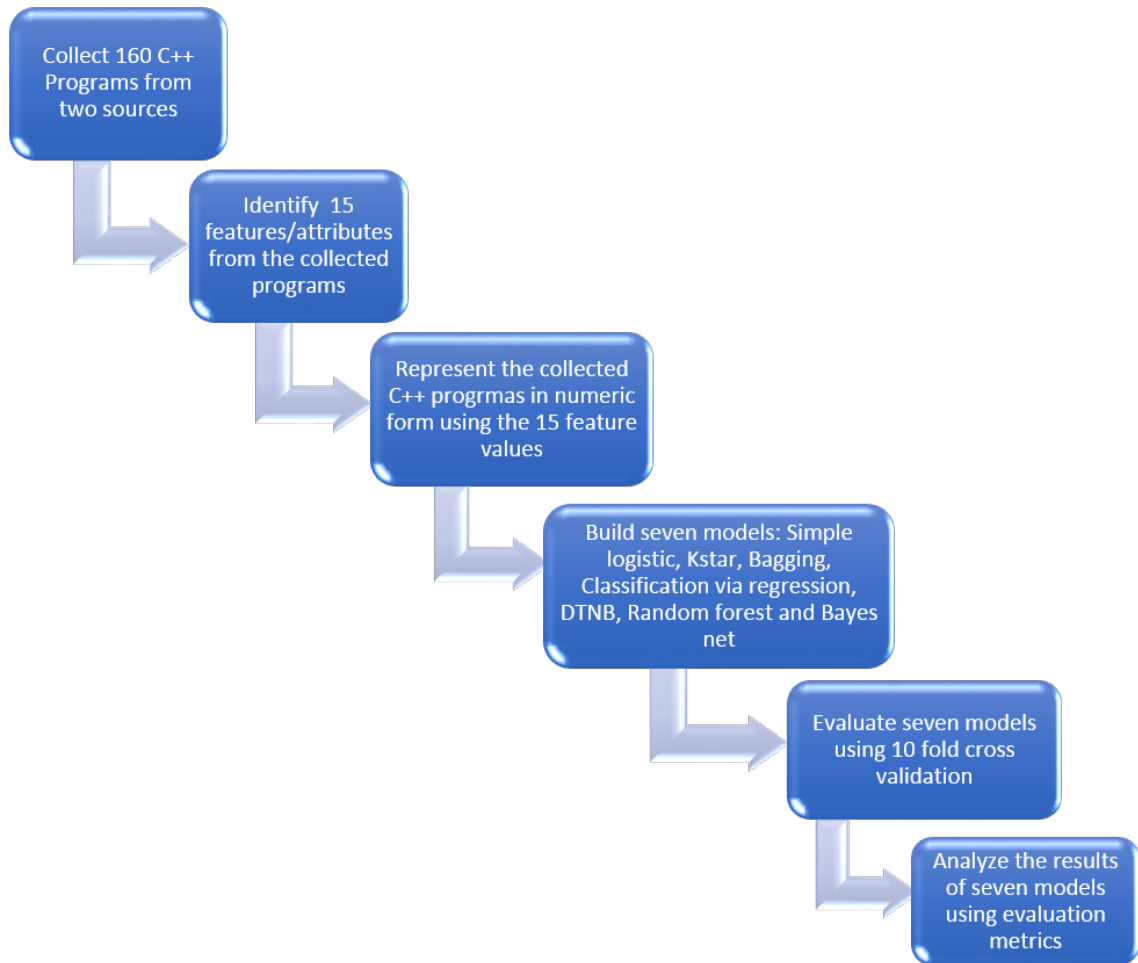 Collect 160 C++
Programs from
two sources
Identify 15
features/attributes
from the collected
programs
Represent the collected
C++ progrmas in numeric
form using the 15 feature
values
Build seven models: Simple
logistic, Kstar, Bagging,
Classification via regression,
DTNB, Random forest and Bayes
net
Evaluate seven models
using 10 fold cross
validation
Analyze the results
of seven models
using evaluation
metrics